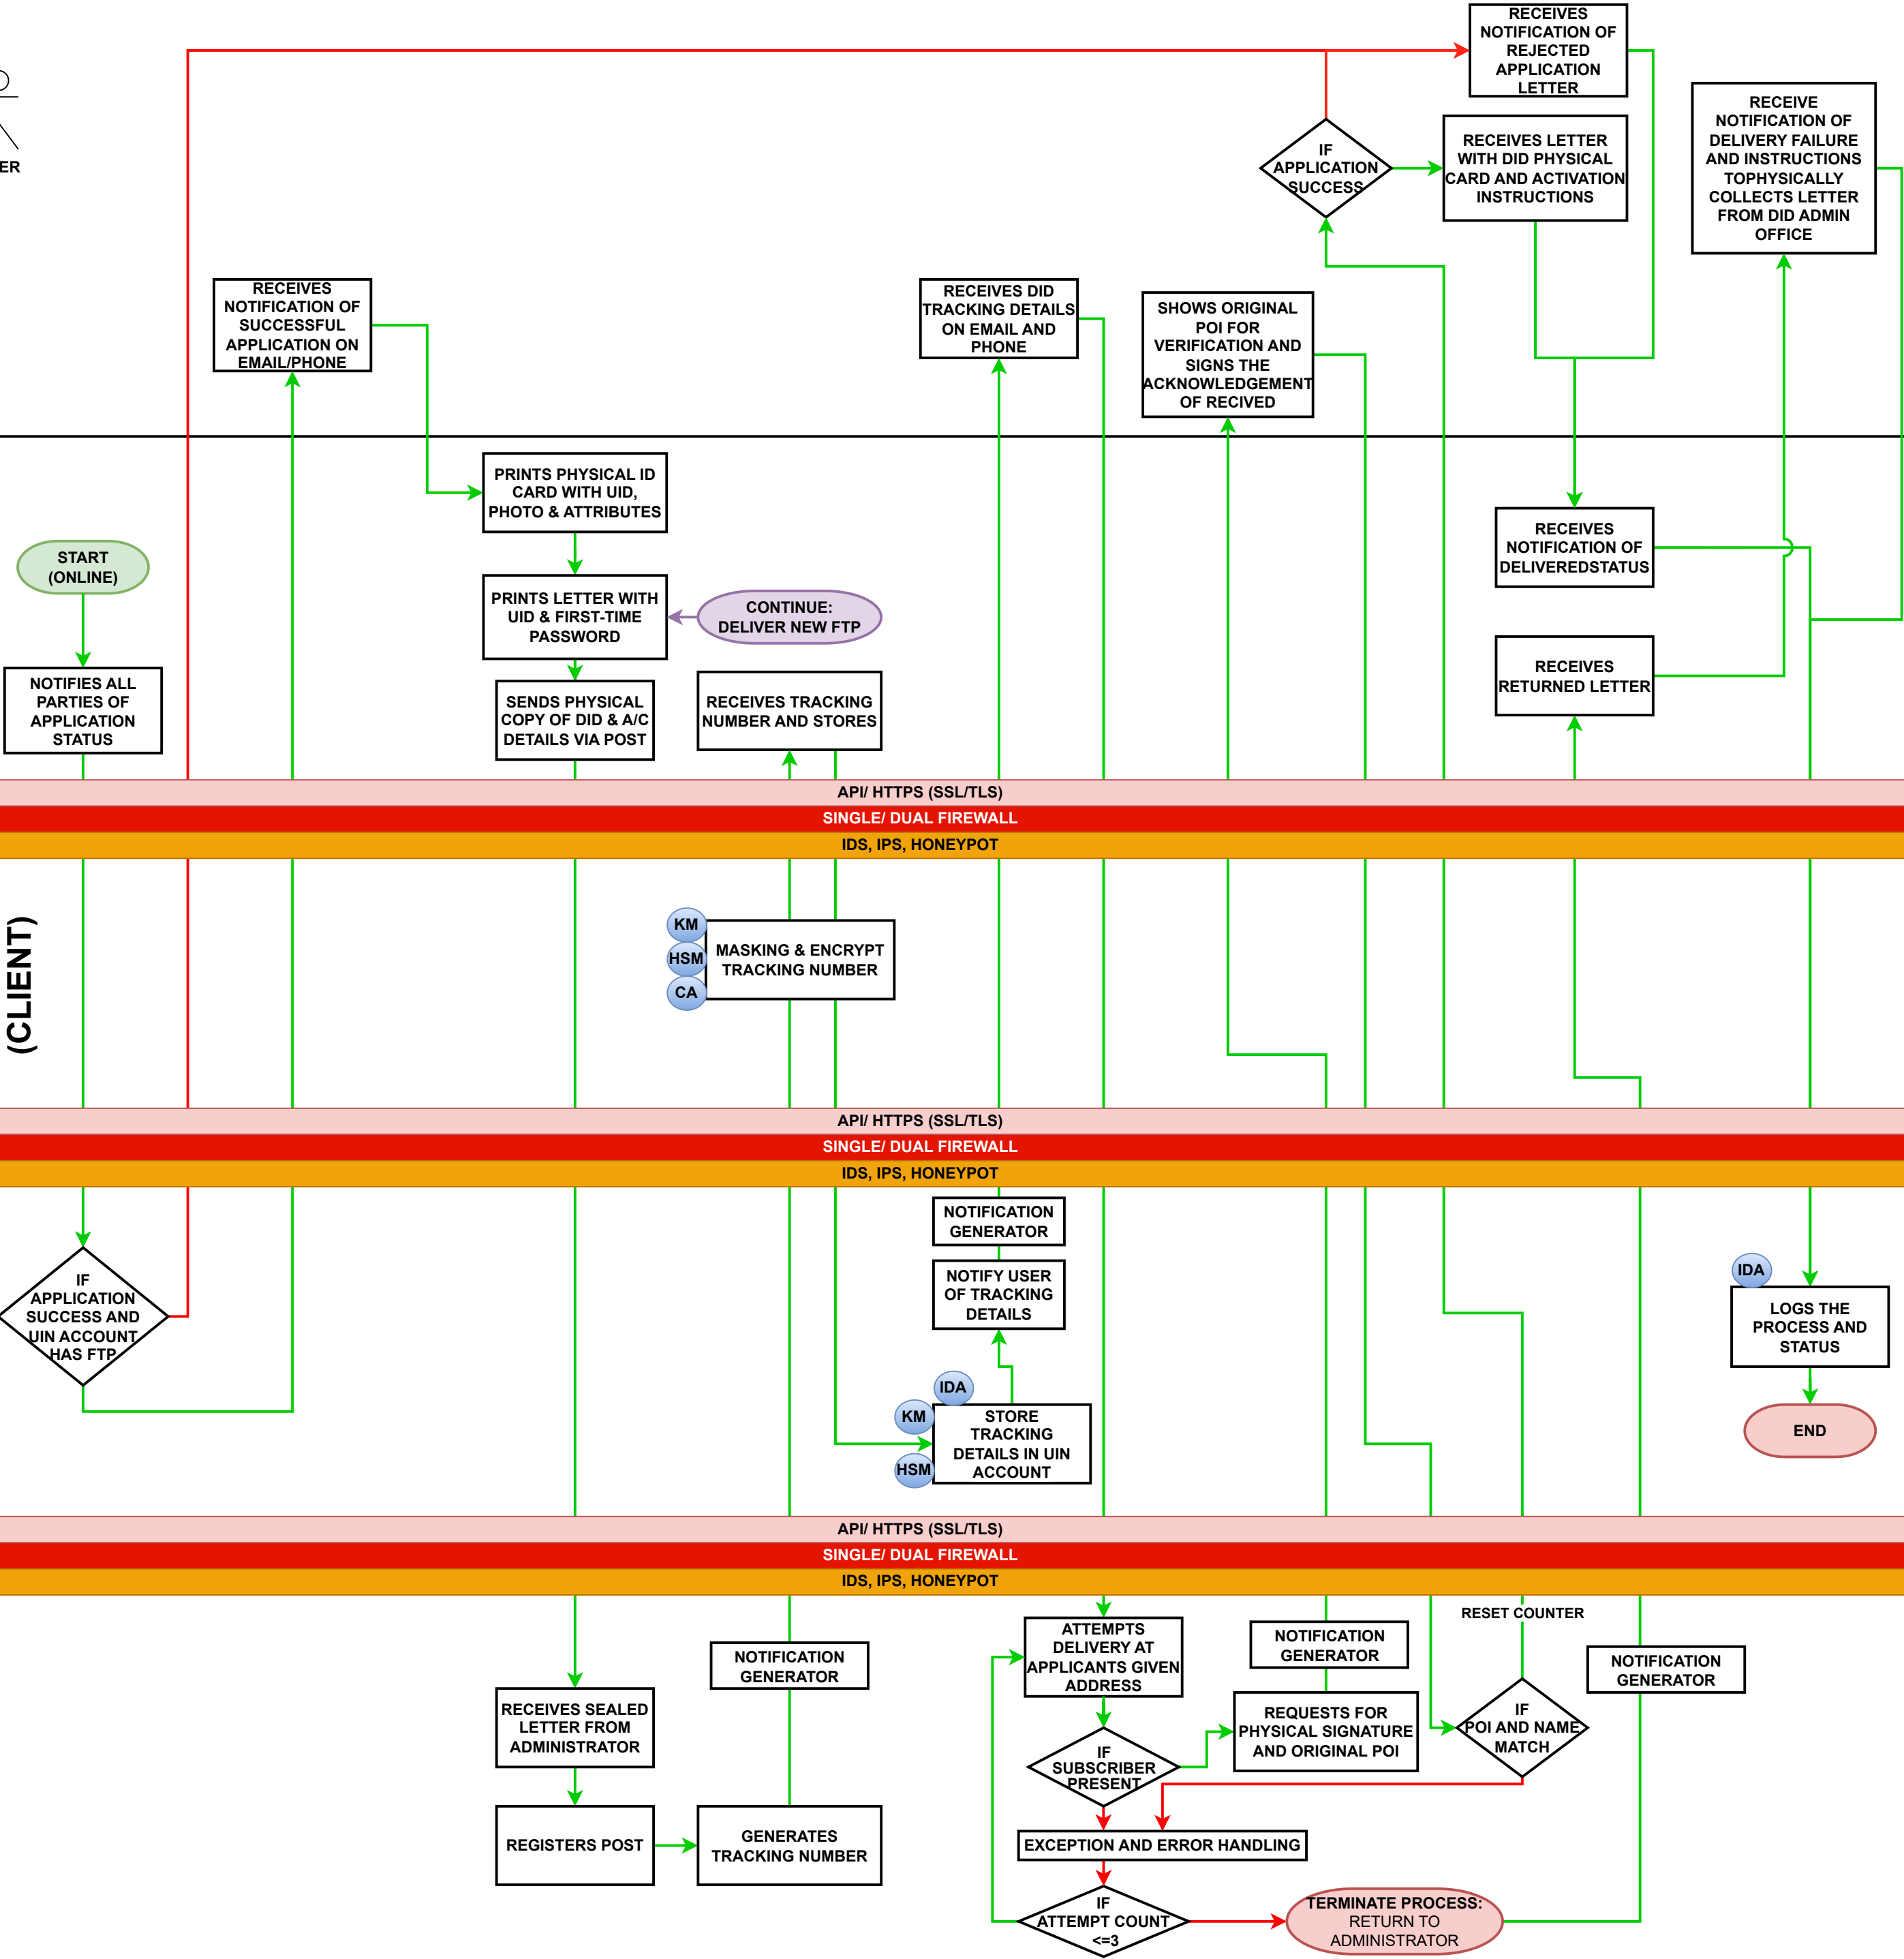 RECEIVES
NOTIFICATION OF
REJECTED
APPLICATION
LETTER
ER
IF
APPLICATION
SUCCESS
RECEIVES LETTER
WITH DID PHYSICAL
CARD AND ACTIVATION
INSTRUCTIONS
RECEIVE
NOTIFICATION OF
DELIVERY FAILURE
AND INSTRUCTIONS
TOPHYSICALLY
COLLECTS LETTER
FROM DID ADMIN
OFFICE
RECEIVES
NOTIFICATION OF
SUCCESSFUL
APPLICATION ON
EMAIL/PHONE
RECEIVES DID
TRACKING DETAILS
ON EMAIL AND
PHONE
SHOWS ORIGINAL
POI FOR
VERIFICATION AND
SIGNS THE
ACKNOWLEDGEMENT
OF RECIVED
START
(ONLINE)
NOTIFIES ALL
PARTIES OF
APPLICATION
STATUS
PRINTS PHYSICAL ID
CARD WITH UID,
PHOTO & ATTRIBUTES
PRINTS LETTER WITH
UID & FIRST-TIME
PASSWORD
CONTINUE:
DELIVER NEW FTP
SENDS PHYSICAL
COPY OF DID & A/C
DETAILS VIA POST
RECEIVES TRACKING
NUMBER AND STORES
RECEIVES
NOTIFICATION OF
DELIVEREDSTATUS
RECEIVES
RETURNED LETTER
API/ HTTPS (SSL/TLS)
SINGLE/ DUAL FIREWALL
IDS, IPS, HONEYPOT
(CLIENT)
KM
HSM
CA
MASKING & ENCRYPT
TRACKING NUMBER
API/ HTTPS (SSL/TLS)
SINGLE/ DUAL FIREWALL
IDS, IPS, HONEYPOT
IF
APPLICATION
SUCCESS AND
UIN ACCOUNT
HAS FTP
NOTIFICATION
GENERATOR
NOTIFY USER
OF TRACKING
DETAILS
IDA
KM
HSM
STORE
TRACKING
DETAILS IN UIN
ACCOUNT
IDA
LOGS THE
PROCESS AND
STATUS
END
API/ HTTPS (SSL/TLS)
SINGLE/ DUAL FIREWALL
IDS, IPS, HONEYPOT
RECEIVES SEALED
LETTER FROM
ADMINISTRATOR
REGISTERS POST
NOTIFICATION
GENERATOR
GENERATES
TRACKING NUMBER
ATTEMPTS
DELIVERY AT
APPLICANTS GIVEN
ADDRESS
IF
SUBSCRIBER
PRESENT
NOTIFICATION
GENERATOR
REQUESTS FOR
PHYSICAL SIGNATURE
AND ORIGINAL POI
RESET COUNTER
IF
POI AND NAME
MATCH
NOTIFICATION
GENERATOR
EXCEPTION AND ERROR HANDLING
IF
ATTEMPT COUNT
<=3
TERMINATE PROCESS:
RETURN TO
ADMINISTRATOR